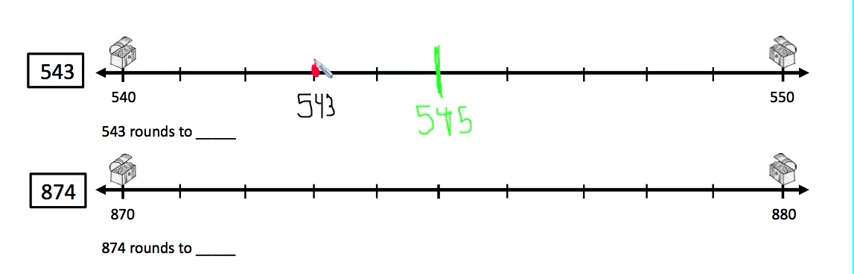 543
540 550
543 545
543 rounds to _____
874
870 880
874 rounds to _____